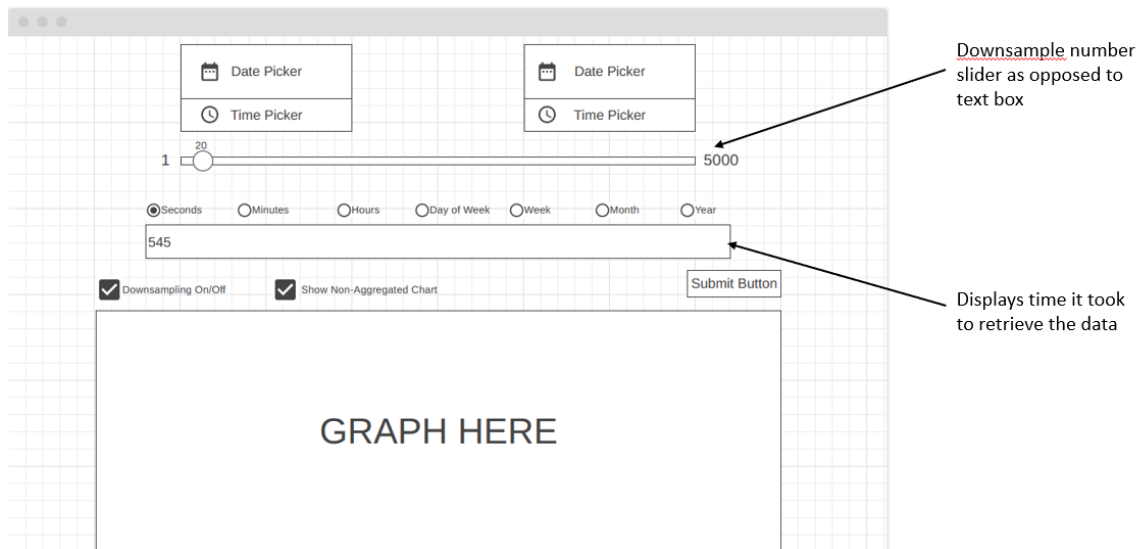 Date Picker
Date Picker
Time Picker
Time Picker
Downsample number
slider as opposed to
text box
20
1
5000
Seconds Minutes Hours Day of Week Week Month Year
545
Downsampling On/Off Show Non-Aggregated Chart
Submit Button
Displays time it took
to retrieve the data
GRAPH HERE